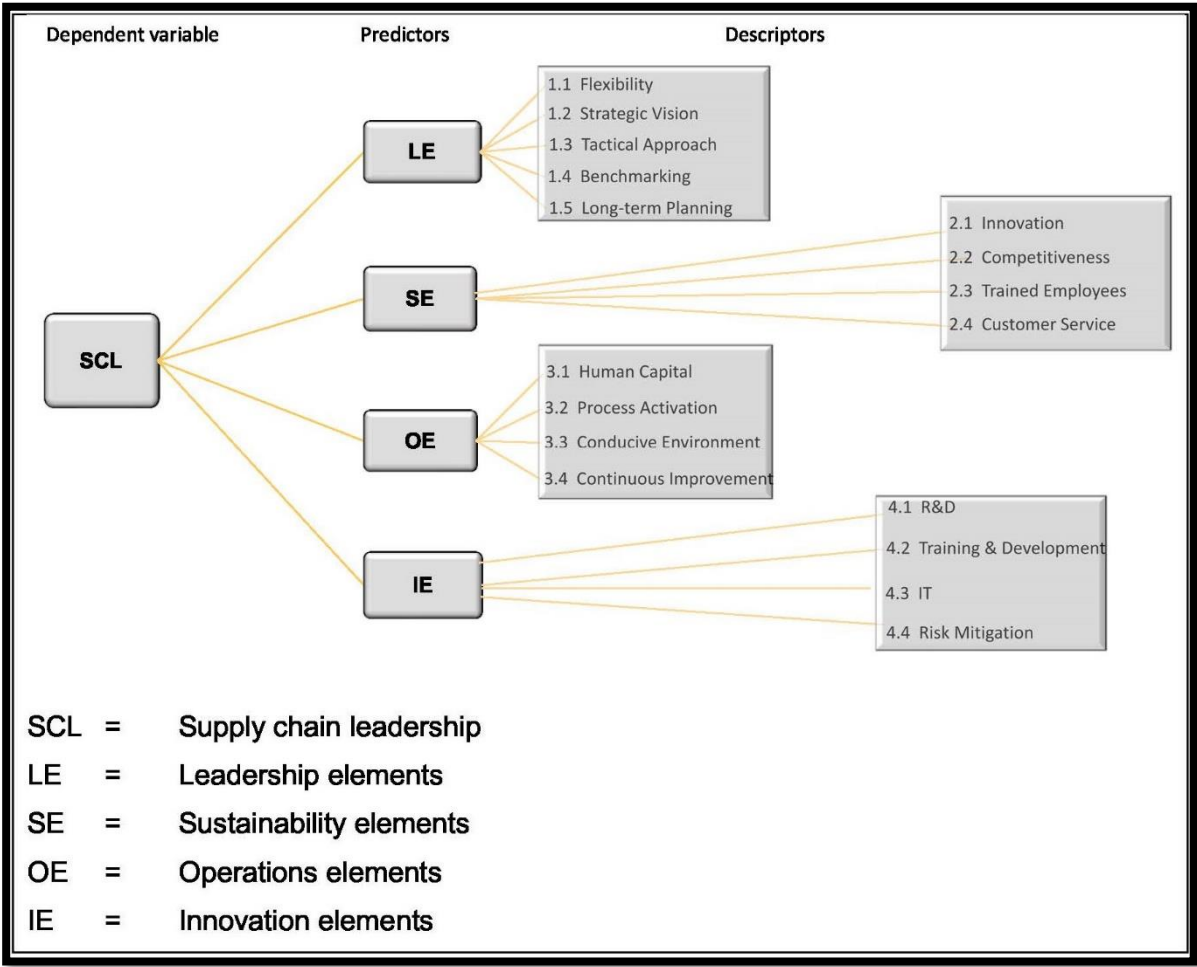 Dependent variable Predictors Descriptors
LE
1.1 Flexibility
1.2 Strategic Vision
1.3 Tactical Approach
1.4 Benchmarking
1.5 Long-term Planning
SE
2.1 Innovation
2.2 Competitiveness
2.3 Trained Employees
2.4 Customer Service
SCL
OE
3.1 Human Capital
3.2 Process Activation
3.3 Conducive Environment
3.4 Continuous Improvement
IE
4.1 R&D
4.2 Training & Development
4.3 IT
4.4 Risk Mitigation
SCL = Supply chain leadership
LE = Leadership elements
SE = Sustainability elements
OE = Operations elements
IE = Innovation elements